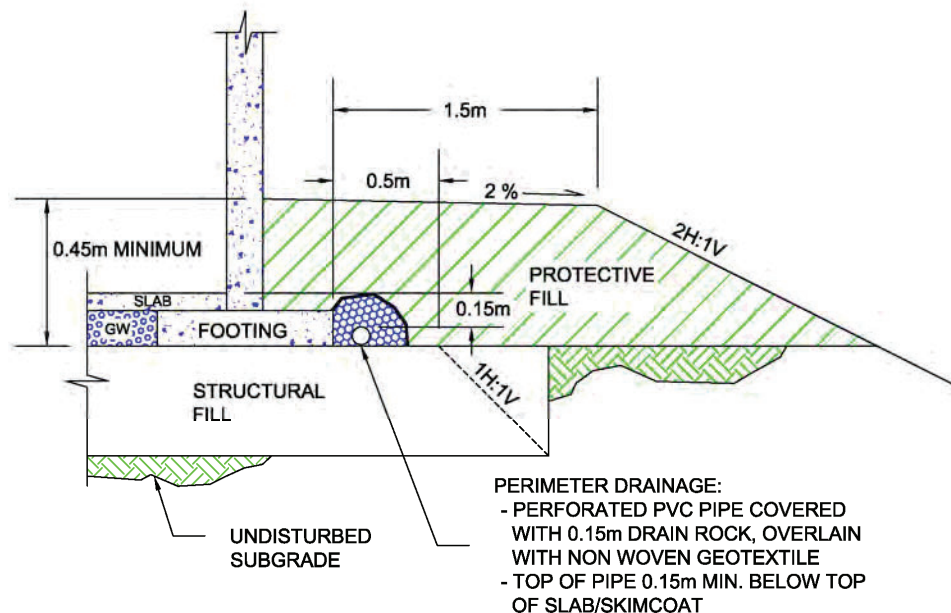 1.5m
0.5m
2 %
2H:1V
0.45m MINIMUM
PROTECTIVE
FILL
0.15m
SLAB
GW
FOOTING
1H:1V
STRUCTURAL
FILL
UNDISTURBED
SUBGRADE
PERIMETER DRAINAGE:
- PERFORATED PVC PIPE COVERED
WITH 0.15m DRAIN ROCK, OVERLAIN
WITH NON WOVEN GEOTEXTILE
- TOP OF PIPE 0.15m MIN. BELOW TOP
OF SLAB/SKIMCOAT